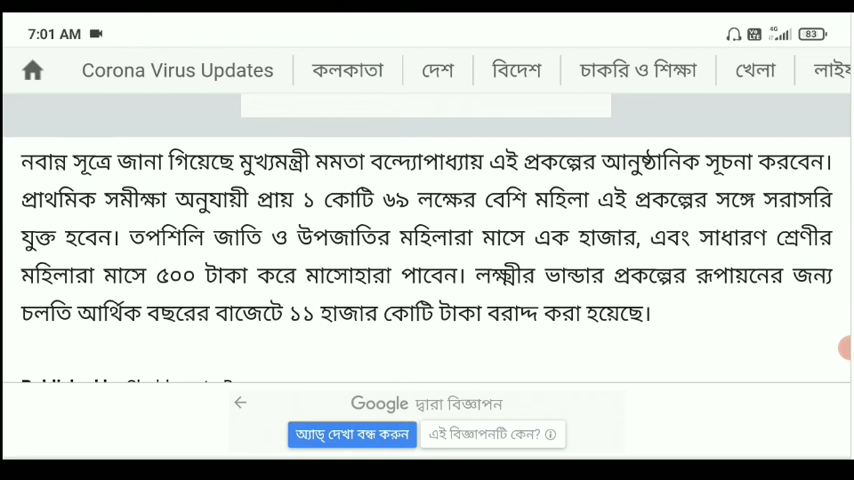 7:01 AM
4G
83
Corona Virus Updates কলকাতা দেশ বিদেশ চাকরি ও শিক্ষা খেলা
নবান্ন সূত্রে জানা গিয়েছে মুখ্যমন্ত্রী মমতা বন্দ্যোপাধ্যায় এই প্রকল্পের আনুষ্ঠানিক সূচনা করবেন।
প্রাথমিক সমীক্ষা অনুযায়ী প্রায় ১ কোটি ৬৯ লক্ষের বেশি মহিলা এই প্রকল্পের সঙ্গে সরাসরি
যুক্ত হবেন। তপশিলি জাতি ও উপজাতির মহিলারা মাসে এক হাজার, এবং সাধারণ শ্রেণীর
মহিলারা মাসে ৫০০ টাকা করে মাসোহারা পাবেন। লক্ষ্মীর ভান্ডার প্রকল্পের রূপায়নের জন্য
চলতি আর্থিক বছরের বাজেটে ১১ হাজার কোটি টাকা বরাদ্দ করা হয়েছে।
Google দ্বারা বিজ্ঞাপন
অ্যাড্ দেখা বন্ধ করুন এই বিজ্ঞাপনটি কেন?